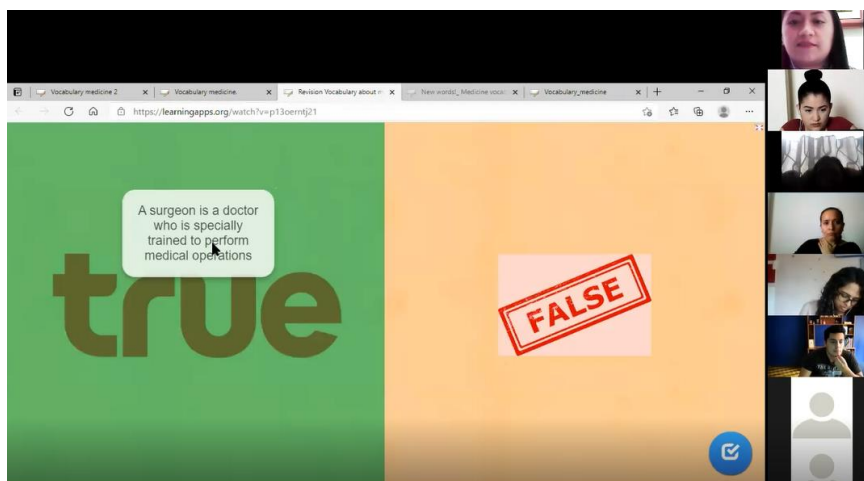 Vocabulary medicine 2
Vocabulary medicine.
Revision Vocabulary about m
New words!_ Medicine voca
Vocabulary_medicine
https://learningapps.org/watch?v=p13oerntj21
A surgeon is a doctor
who is specially
trained to perform
medical operations
true
FALSE